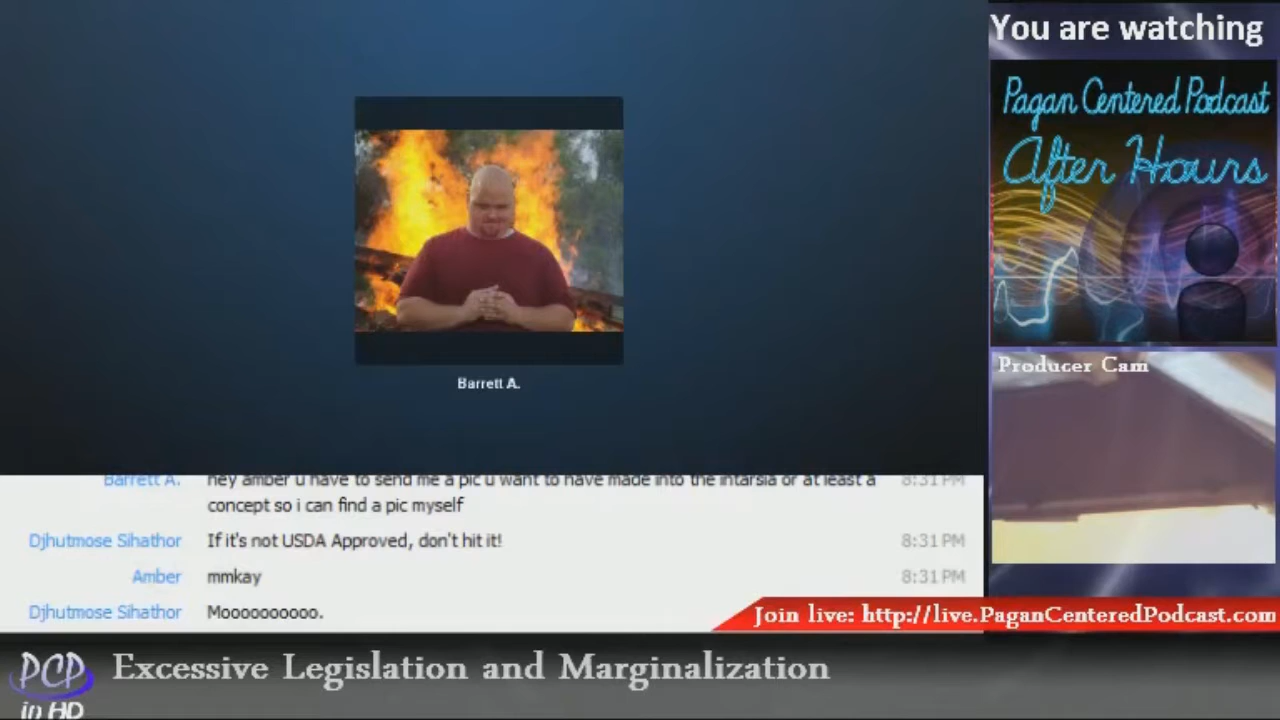 You are watching
Pagan Centered Podcast
After Hours
Producer Cam
Barrett A.
Barrett A. hey amber u have to send me a pic u want to have made into the intarsia or at least a 8:31 PM
concept so i can find a pic myself
Djhutmose Sihathor If it's not USDA Approved, don't hit it! 8:31 PM
Amber mmkay 8:31 PM
Djhutmose Sihathor Moooooooooo.
Join live: http://live.PaganCenteredPodcast.com
PCP
in HD
Excessive Legislation and Marginalization